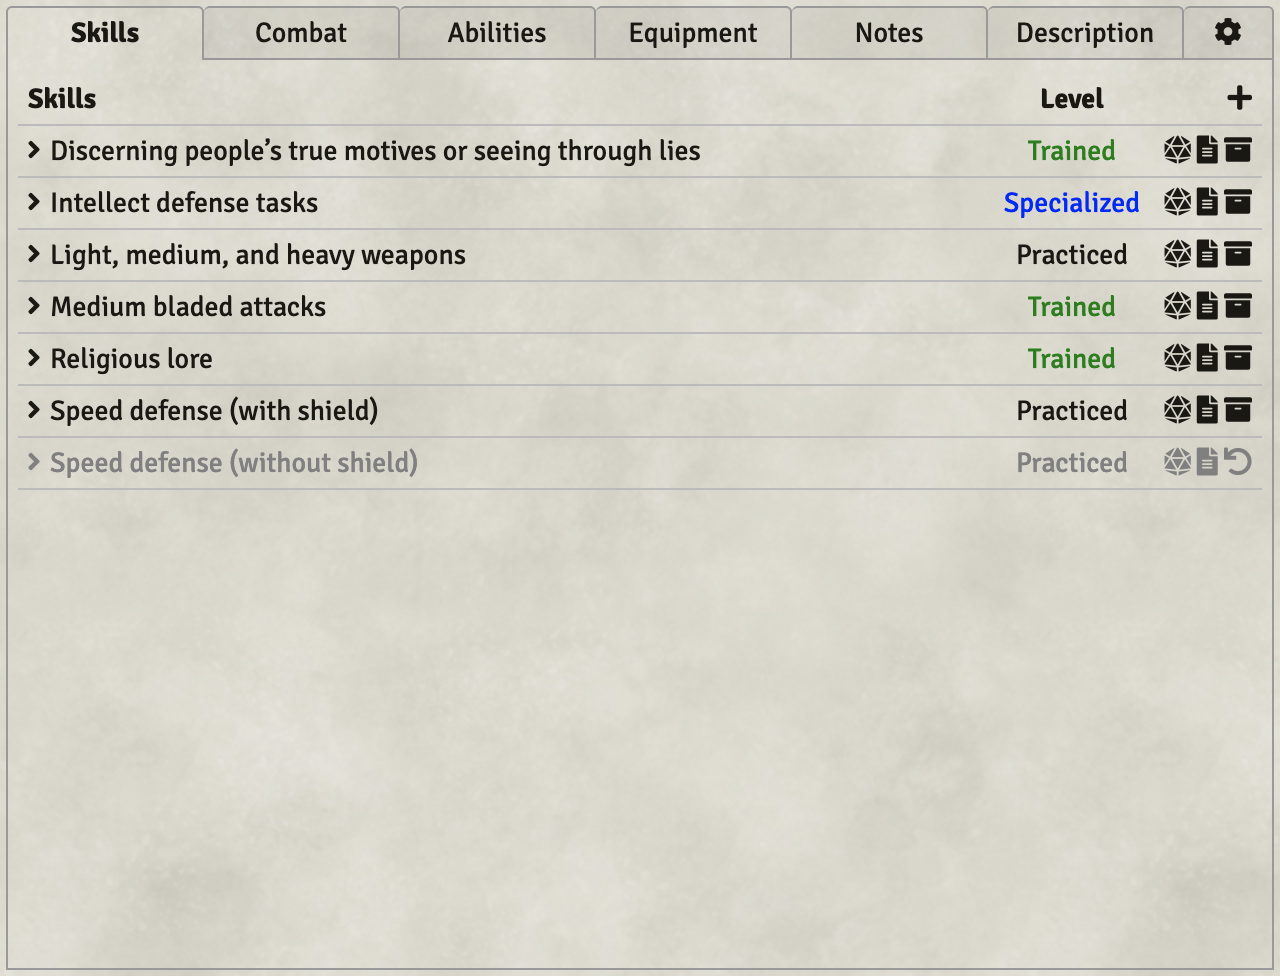 Skills Combat Abilities Equipment Notes Description
Skills Level
Discerning people’s true motives or seeing through lies Trained
Intellect defense tasks Specialized
Light, medium, and heavy weapons Practiced
Medium bladed attacks Trained
Religious lore Trained
Speed defense (with shield) Practiced
Speed defense (without shield) Practiced